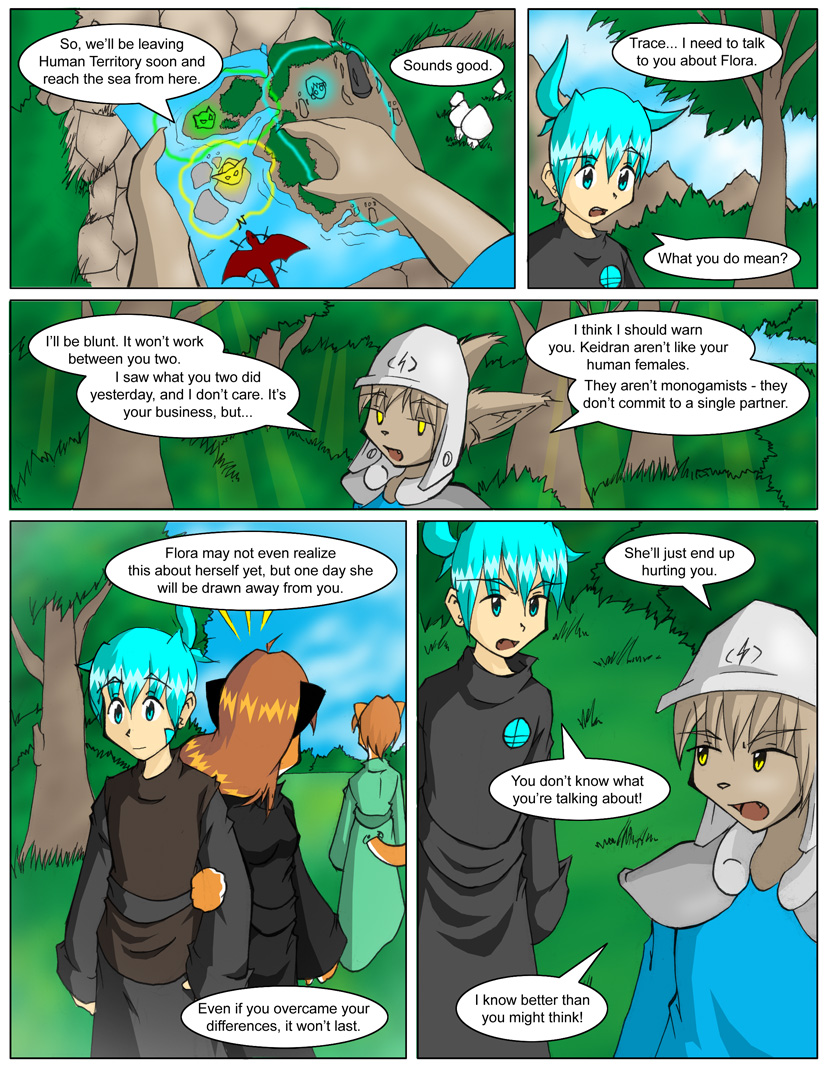 So, we'll be leaving
Human Territory soon and
reach the sea from here.
Sounds good.
N
Trace... I need to talk
to you about Flora.
What you do mean?
I'll be blunt. It won't work
between you two.
I saw what you two did
yesterday, and I don't care. It's
your business, but...
I think I should warn
you. Keidran aren't like your
human females.
They aren't monogamists - they
don't commit to a single partner.
Flora may not even realize
this about herself yet, but one day she
will be drawn away from you.
Even if you overcame your
differences, it won't last.
She'll just end up
hurting you.
You don't know what
you're talking about!
I know better than
you might think!